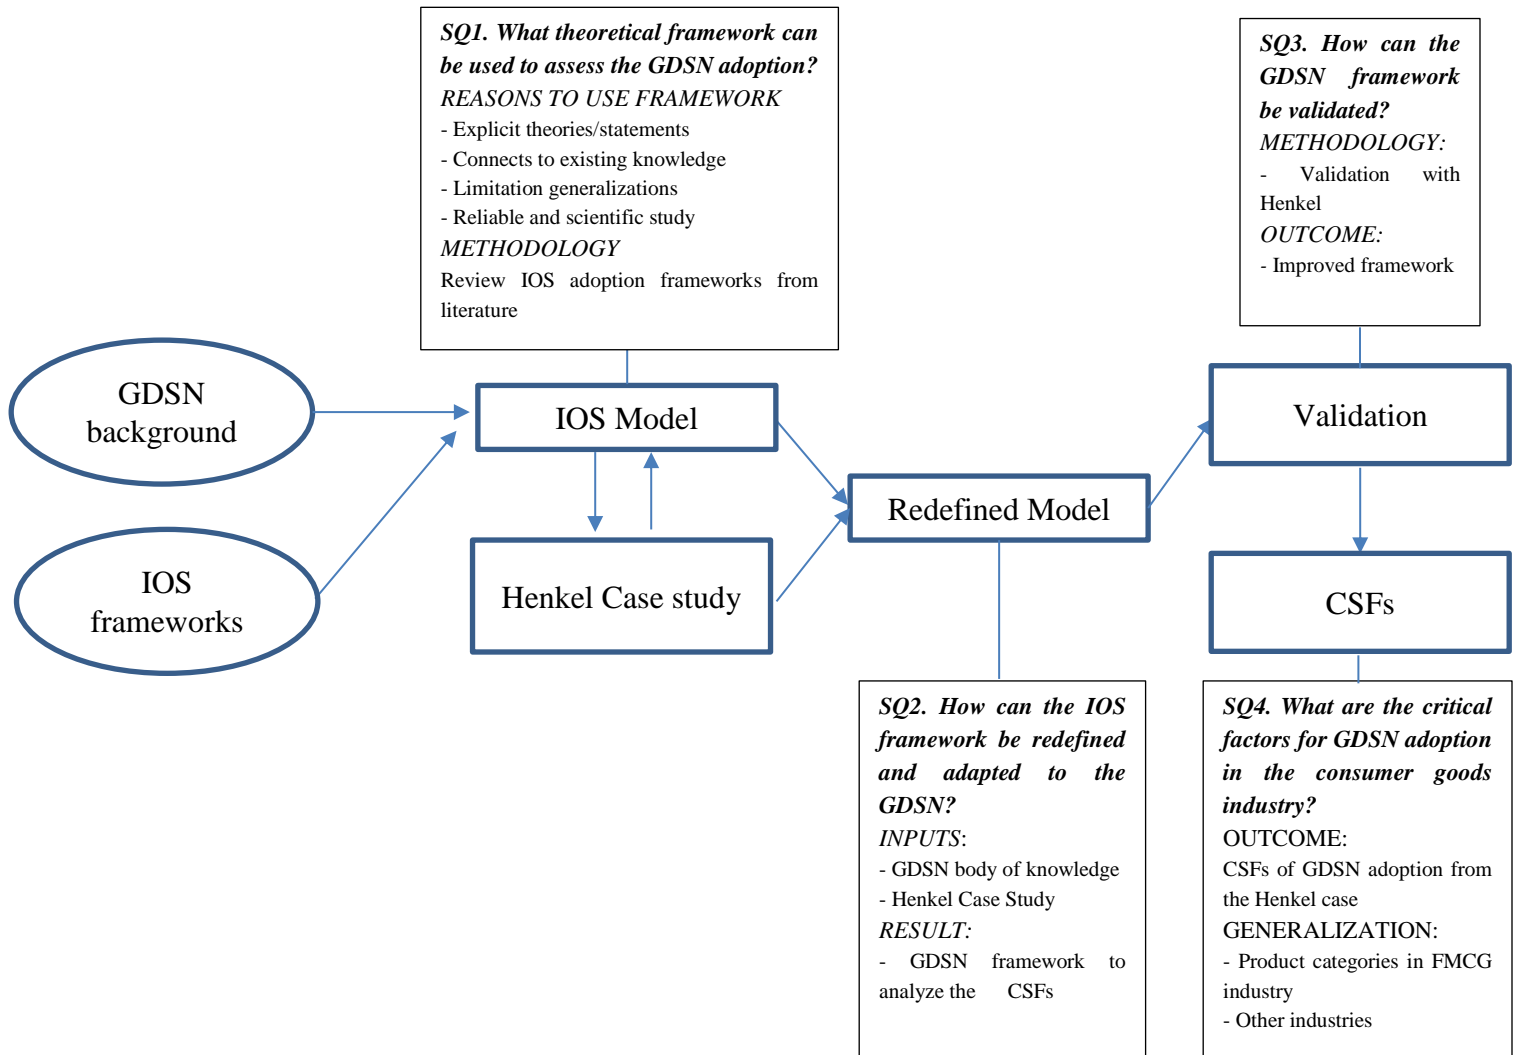 SQ1. What theoretical framework can
be used to assess the GDSN adoption?
REASONS TO USE FRAMEWORK
- Explicit theories/statements
- Connects to existing knowledge
- Limitation generalizations
- Reliable and scientific study
METHODOLOGY
Review IOS adoption frameworks from
literature
SQ3. How can the
GDSN framework
be validated?
METHODOLOGY:
- Validation with
Henkel
OUTCOME:
- Improved framework
GDSN
background
IOS
frameworks
IOS Model
Henkel Case study
Redefined Model
Validation
CSFs
SQ2. How can the IOS
framework be redefined
and adapted to the
GDSN?
INPUTS:
- GDSN body of knowledge
- Henkel Case Study
RESULT:
- GDSN framework to
analyze the CSFs
SQ4. What are the critical
factors for GDSN adoption
in the consumer goods
industry?
OUTCOME:
CSFs of GDSN adoption from
the Henkel case
GENERALIZATION:
- Product categories in FMCG
industry
- Other industries